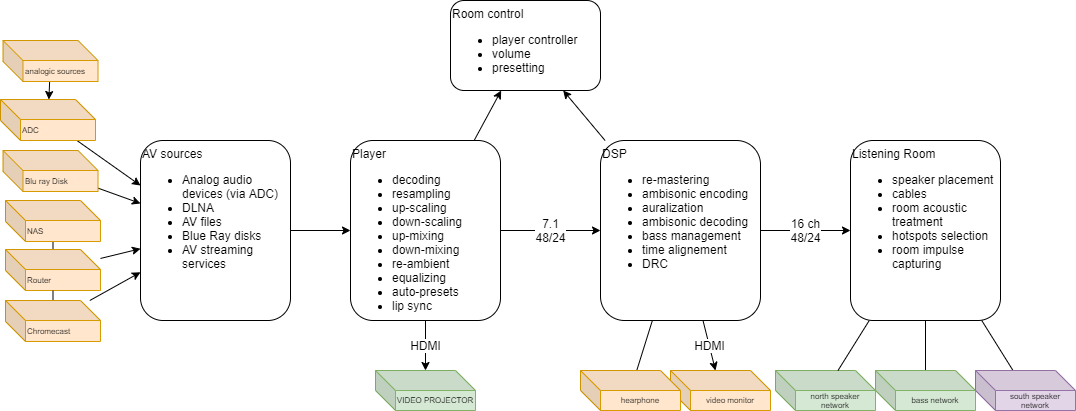 Room control
player controller
volume
presetting
analogic sources
ADC
Blu ray Disk
NAS
Router
Chromecast
AV sources
Analog audio
devices (via ADC)
DLNA
AV files
Blue Ray disks
AV streaming
services
Player
decoding
resampling
up-scaling
down-scaling
up-mixing
down-mixing
re-ambient
equalizing
auto-presets
lip sync
7.1
48/24
DSP
re-mastering
ambisonic encoding
auralization
ambisonic decoding
bass management
time alignement
DRC
16 ch
48/24
Listening Room
speaker placement
cables
room acoustic
treatment
hotspots selection
room impulse
capturing
HDMI
VIDEO PROJECTOR
HDMI
hearphone
video monitor
north speaker
network
bass network
south speaker
network